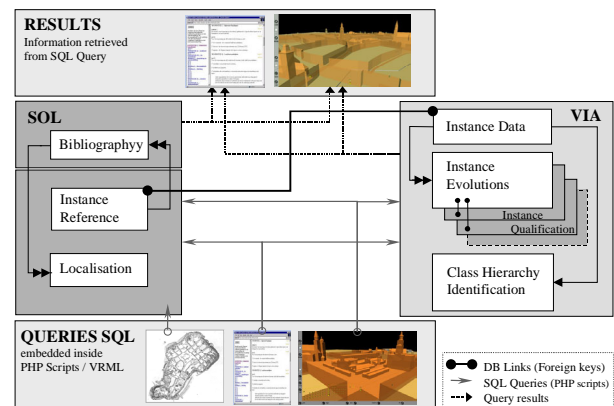 RESULTS
Information retrieved
from SQL Query
SOL
Bibliographyy
Instance
Reference
Localisation
VIA
Instance Data
Instance
Evolutions
Instance
Qualification
Class Hierarchy
Identification
QUERIES SQL
embedded inside
PHP Scripts / VRML
DB Links (Foreign keys)
SQL Queries (PHP scripts)
Query results